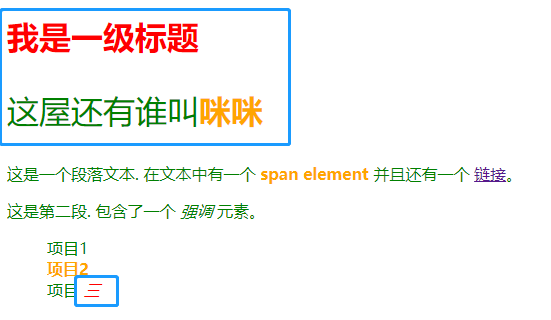 我是一级标题
这屋还有谁叫咪咪
这是一个段落文本. 在文本中有一个 span element 并且还有一个 链接。
这是第二段. 包含了一个 强调 元素。
项目1
项目2
项目 三